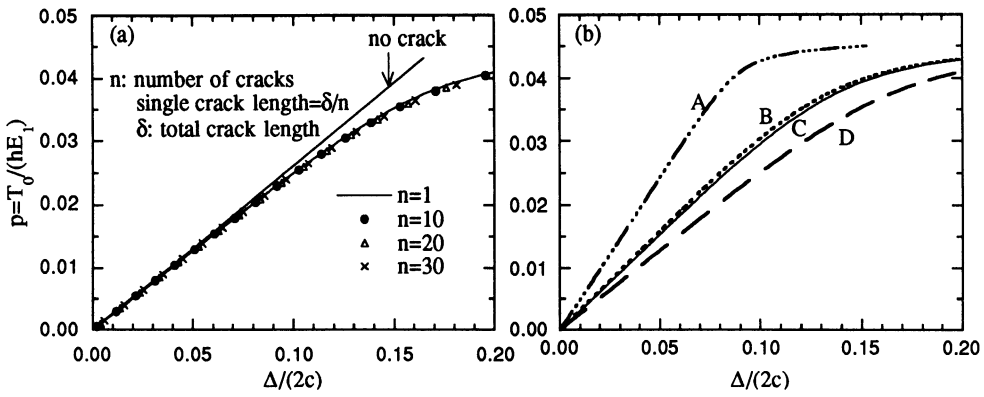 (a)
no crack
n: number of cracks
single crack length=δ/n
δ: total crack length
n=1
n=10
n=20
n=30
p=T₀/(hE₁)
0.05
0.04
0.03
0.02
0.01
0.00
0.00 0.05 0.10 0.15 0.20
Δ/(2c)
(b)
A
B
C
D
0.05
0.04
0.03
0.02
0.01
0.00
0.00 0.05 0.10 0.15 0.20
Δ/(2c)